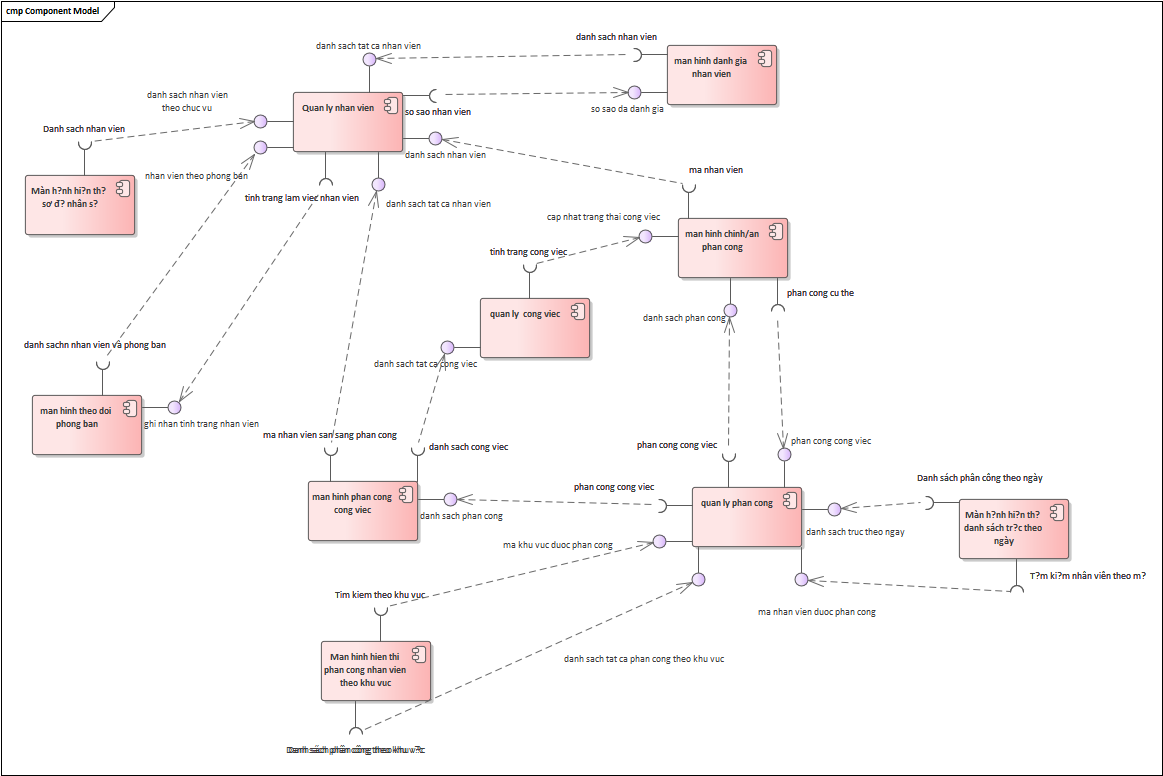 cmp Component Model
danh sach nhan vien
danh sach tat ca nhan vien
man hinh danh gia
nhan vien
danh sach nhan vien
theo chuc vu
Quan ly nhan vien
so sao nhan vien
so sao da danh gia
Danh sach nhan vien
danh sach nhan vien
ma nhan vien
nhan vien theo phong ban
Màn h?nh hi?n th?
sơ đ? nhân s?
tinh trang lam viec nhan vien
danh sach tat ca nhan vien
cap nhat trang thai cong viec
man hinh chinh/an
phan cong
tinh trang cong viec
phan cong cu the
quan ly  cong viec
danh sach phan cong
danh sachn nhan vien và phong ban
danh sach tat ca cong viec
man hinh theo doi
phong ban
ghi nhan tinh trang nhan vien
ma nhan vien san sang phan cong
danh sach cong viec
phan cong cong viec
phan cong cong viec
Danh sách phân công theo ngày
phan cong cong viec
man hinh phan cong
cong viec
quan ly phan cong
danh sach phan cong
Màn h?nh hi?n th?
danh sách tr?c theo
ngày
danh sach truc theo ngay
ma khu vuc duoc phan cong
T?m ki?m nhân viên theo m?
Tim kiem theo khu vuc
ma nhan vien duoc phan cong
Man hinh hien thi
phan cong nhan vien
theo khu vuc
danh sach tat ca phan cong theo khu vuc
Danh sách phân công theo khu v?c